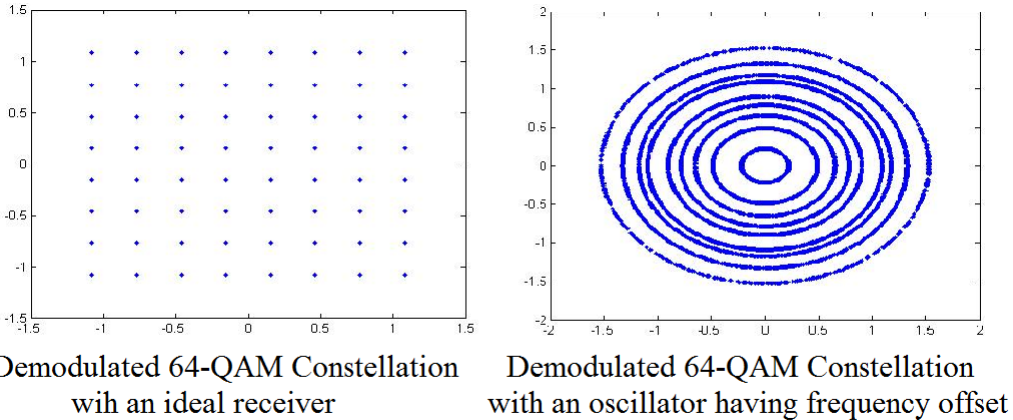 1.5
1
0.5
0
-0.5
-1
-1.5
-1.5 -1 -0.5 0 0.5 1 1.5
2
1.5
1
0.5
0
-0.5
-1
-1.5
-2
-2 -1.5 -1 -0.5 0 0.5 1 1.5 2
Demodulated 64-QAM Constellation
wih an ideal receiver
Demodulated 64-QAM Constellation
with an oscillator having frequency offset